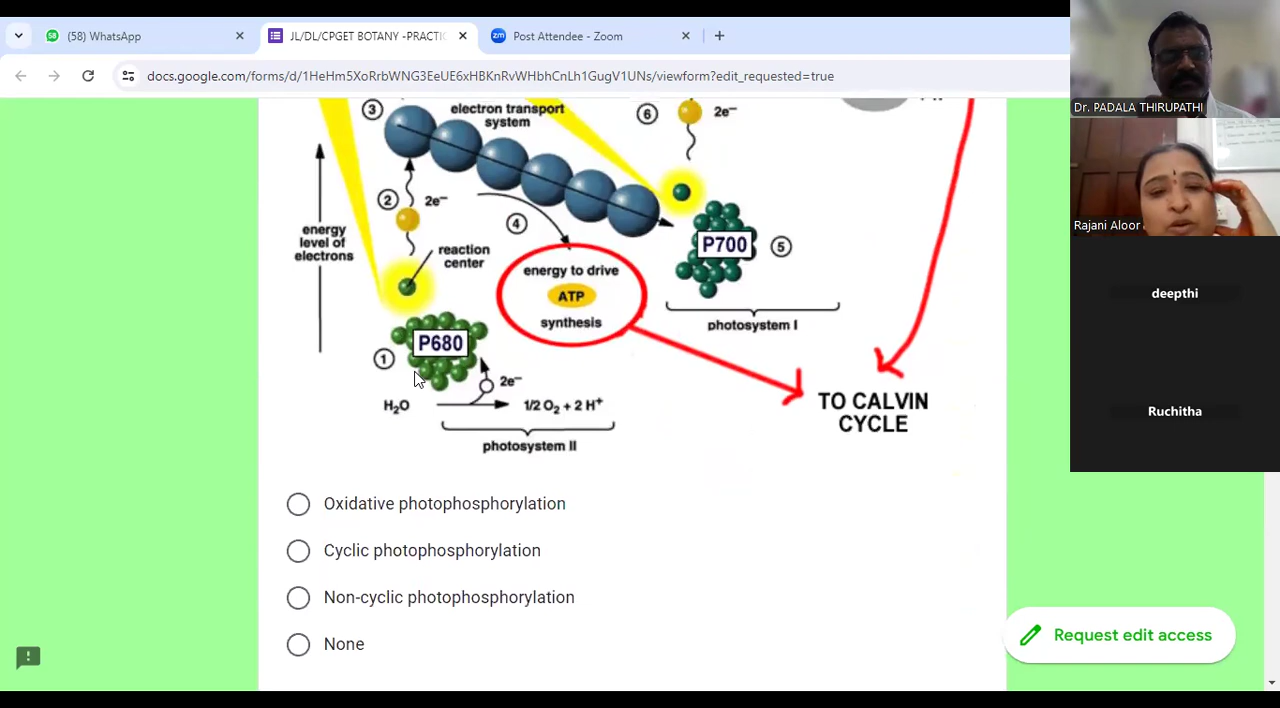 (58) WhatsApp
JL/DL/CPGET BOTANY -PRACTIC
Post Attendee - Zoom
docs.google.com/forms/d/1HeHm5XoRrbWNG3EeUE6xHBKnRvWHbhCnLh1GugV1UNs/viewform?edit_requested=true
Dr. PADALA THIRUPATHI
Rajani Aloor
deepthi
Ruchitha
3
electron transport
system
6
2e⁻
2
2e⁻
4
energy
level of
electrons
reaction
center
P700
5
energy to drive
ATP
synthesis
photosystem I
P680
1
2e⁻
H₂O
1/2 O₂ + 2 H⁺
photosystem II
TO CALVIN
CYCLE
Oxidative photophosphorylation
Cyclic photophosphorylation
Non-cyclic photophosphorylation
None
Request edit access